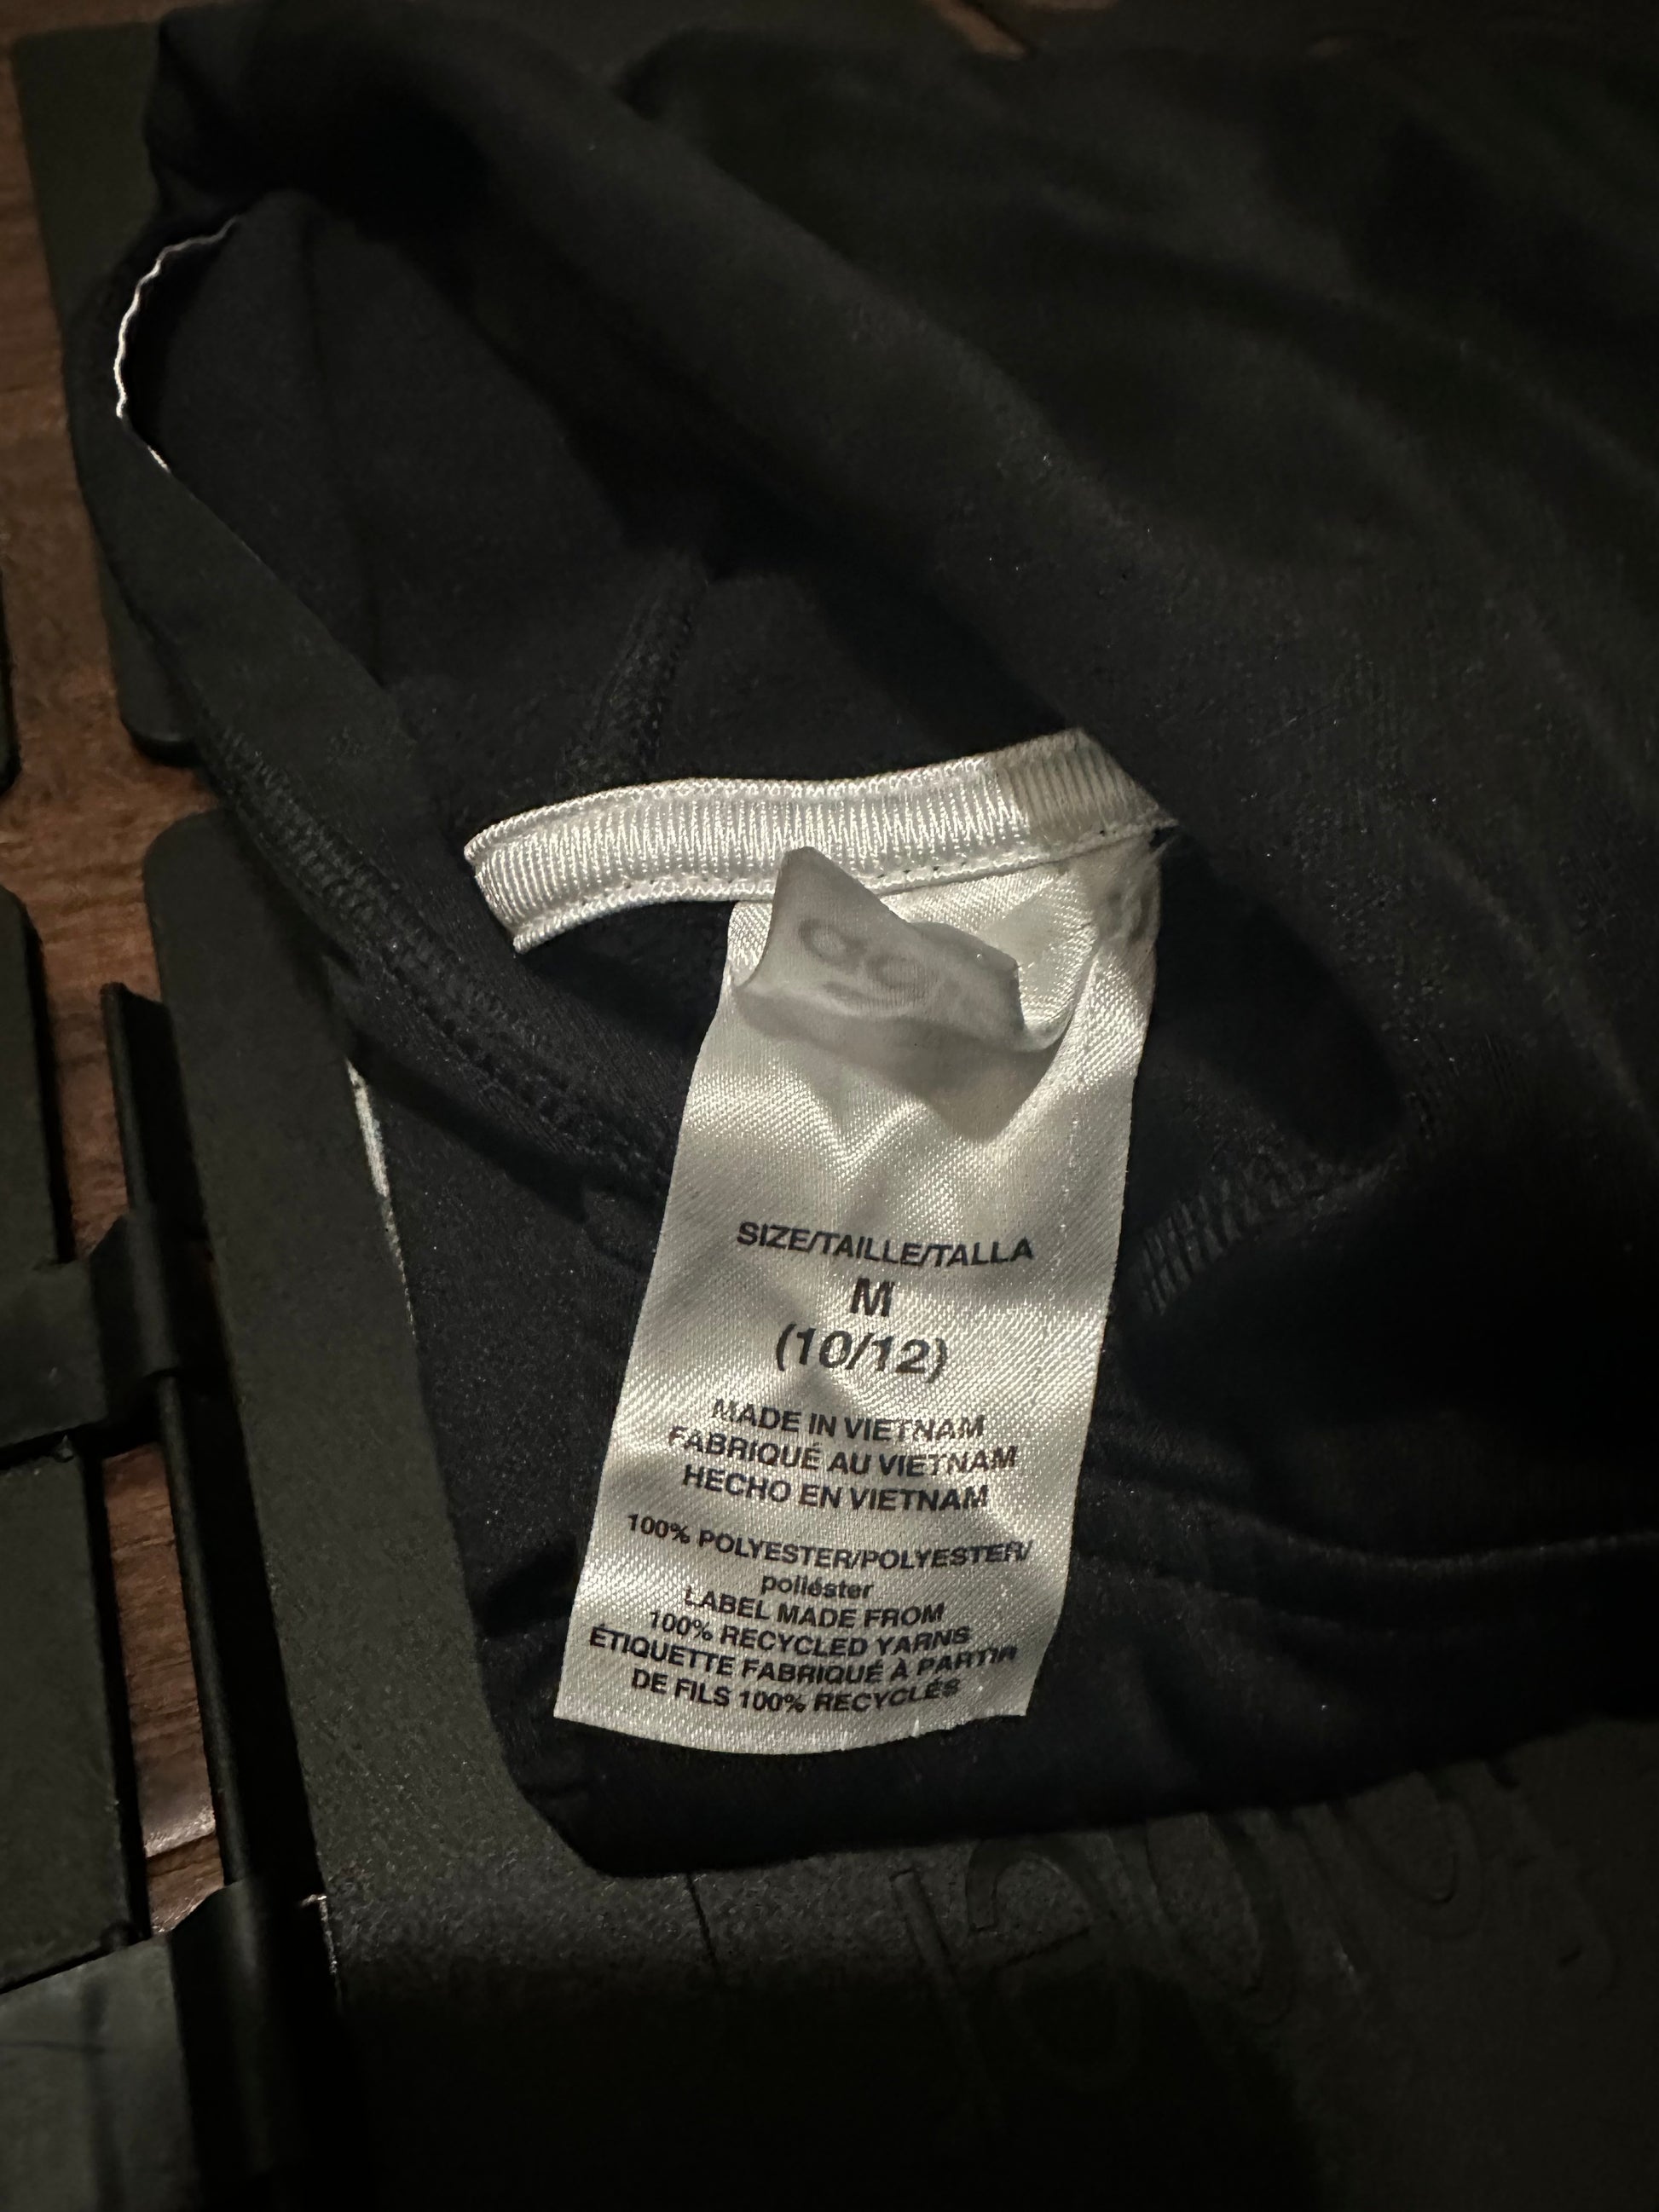 SIZE/TAILLE/TALLA
M
(10/12)
MADE IN VIETNAM
FABRIQUÉ AU VIETNAM
HECHO EN VIETNAM
100% POLYESTER/POLYESTER/
poliéster
LABEL MADE FROM
100% RECYCLED YARNS
ÉTIQUETTE FABRIQUÉ À PARTIR
DE FILS 100% RECYCLÉS